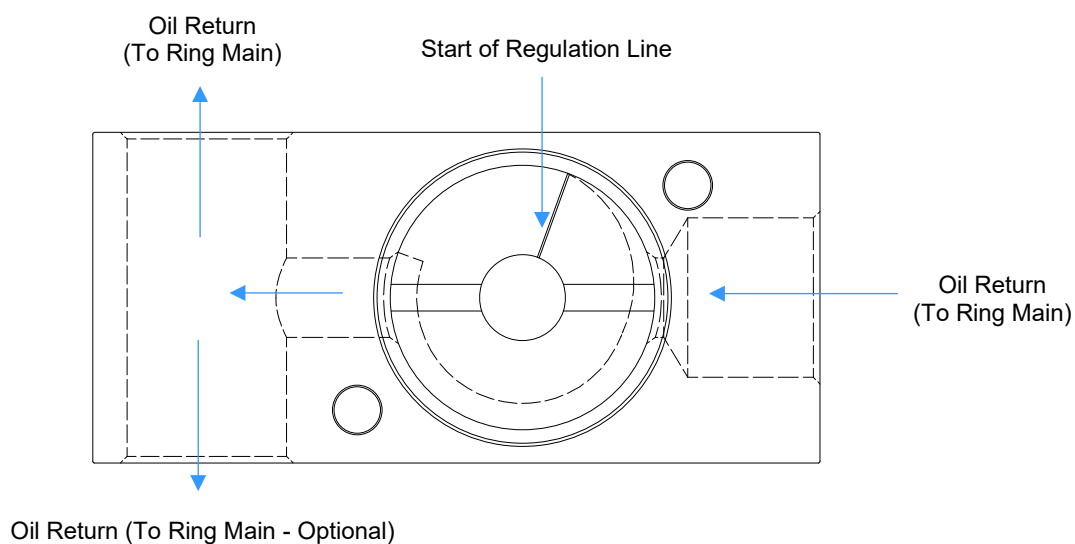 Oil Return
(To Ring Main)
Start of Regulation Line
Oil Return
(To Ring Main)
Oil Return (To Ring Main - Optional)